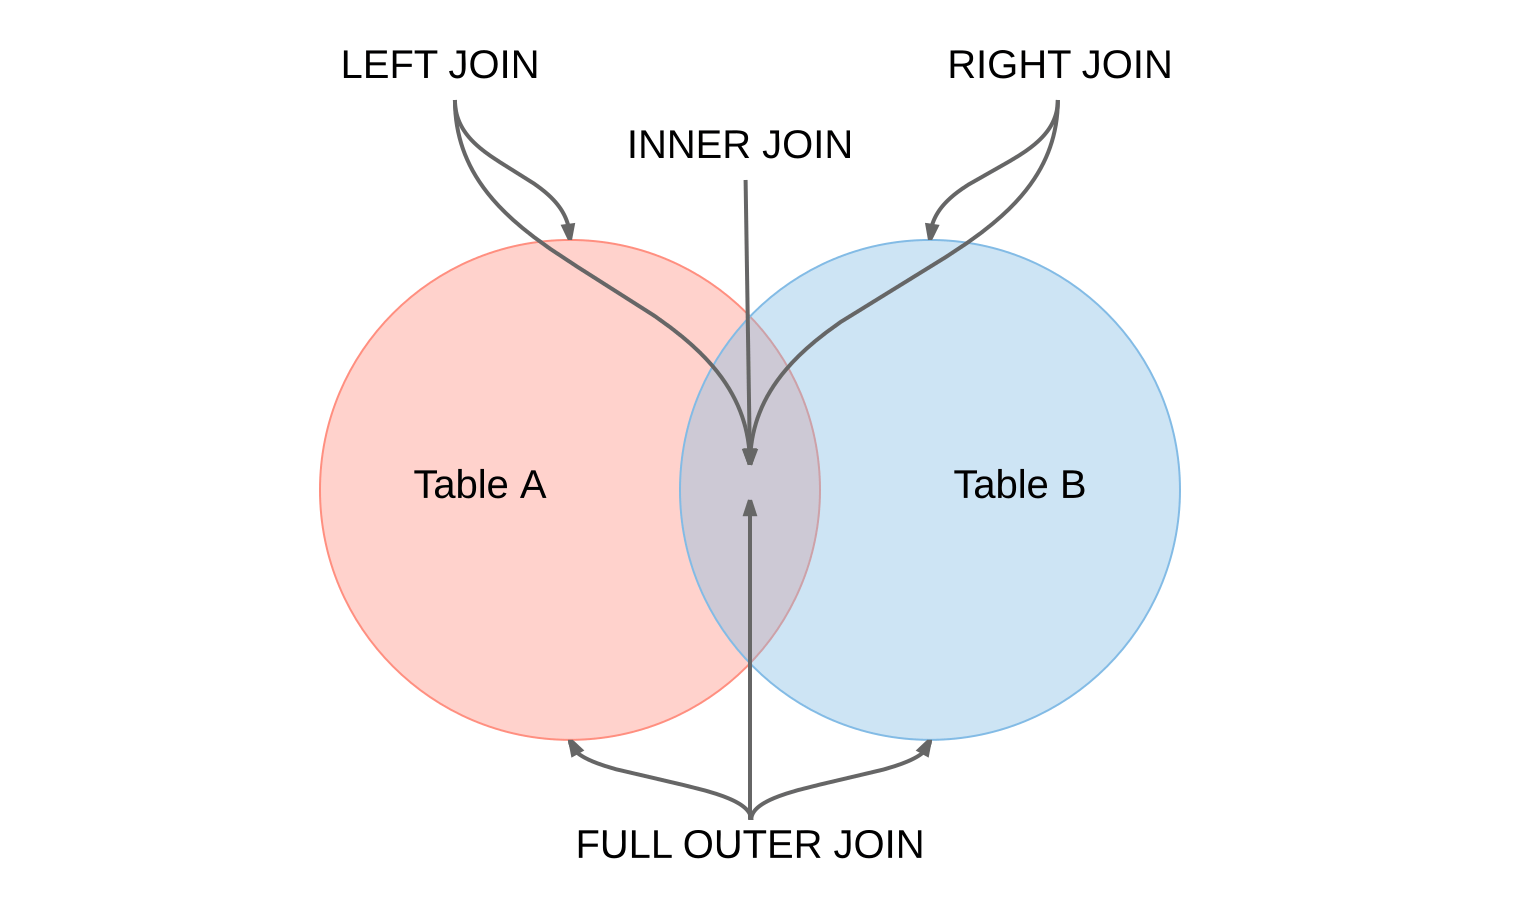 LEFT JOIN
RIGHT JOIN
INNER JOIN
Table A
Table B
FULL OUTER JOIN